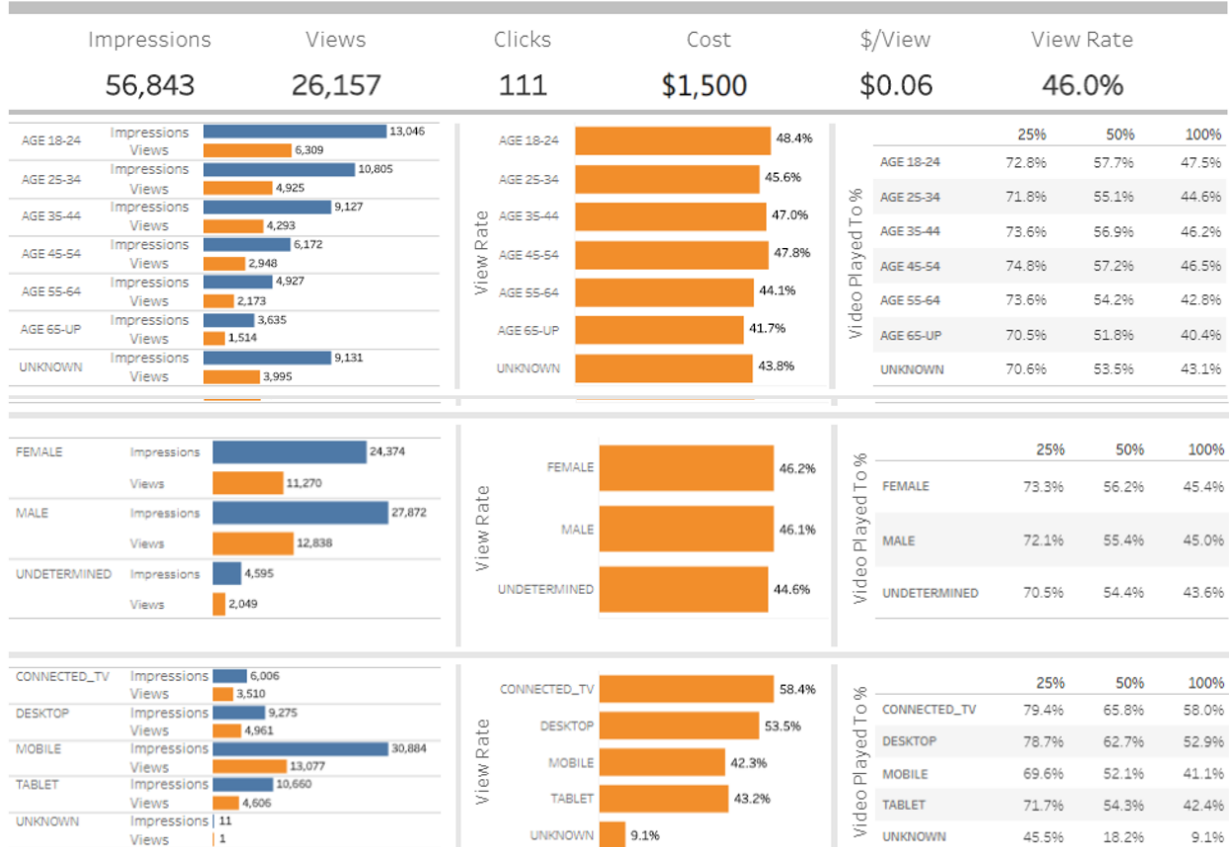 Impressions Views Clicks Cost $/View View Rate
56,843 26,157 111 $1,500 $0.06 46.0%
AGE 18-24 Impressions 13,046
Views 6,309
AGE 25-34 Impressions 10,805
Views 4,925
AGE 35-44 Impressions 9,127
Views 4,293
AGE 45-54 Impressions 6,172
Views 2,948
AGE 55-64 Impressions 4,927
Views 2,173
AGE 65-UP Impressions 3,635
Views 1,514
UNKNOWN Impressions 9,131
Views 3,995
View Rate
AGE 18-24 48.4%
AGE 25-34 45.6%
AGE 35-44 47.0%
AGE 45-54 47.8%
AGE 55-64 44.1%
AGE 65-UP 41.7%
UNKNOWN 43.8%
Video Played To %
25% 50% 100%
AGE 18-24 72.8% 57.7% 47.5%
AGE 25-34 71.8% 55.1% 44.6%
AGE 35-44 73.6% 56.9% 46.2%
AGE 45-54 74.8% 57.2% 46.5%
AGE 55-64 73.6% 54.2% 42.8%
AGE 65-UP 70.5% 51.8% 40.4%
UNKNOWN 70.6% 53.5% 43.1%
FEMALE Impressions 24,374
Views 11,270
MALE Impressions 27,872
Views 12,838
UNDETERMINED Impressions 4,595
Views 2,049
View Rate
FEMALE 46.2%
MALE 46.1%
UNDETERMINED 44.6%
Video Played To %
25% 50% 100%
FEMALE 73.3% 56.2% 45.4%
MALE 72.1% 55.4% 45.0%
UNDETERMINED 70.5% 54.4% 43.6%
CONNECTED_TV Impressions 6,006
Views 3,510
DESKTOP Impressions 9,275
Views 4,961
MOBILE Impressions 30,884
Views 13,077
TABLET Impressions 10,660
Views 4,606
UNKNOWN Impressions 11
Views 1
View Rate
CONNECTED_TV 58.4%
DESKTOP 53.5%
MOBILE 42.3%
TABLET 43.2%
UNKNOWN 9.1%
Video Played To %
25% 50% 100%
CONNECTED_TV 79.4% 65.8% 58.0%
DESKTOP 78.7% 62.7% 52.9%
MOBILE 69.6% 52.1% 41.1%
TABLET 71.7% 54.3% 42.4%
UNKNOWN 45.5% 18.2% 9.1%